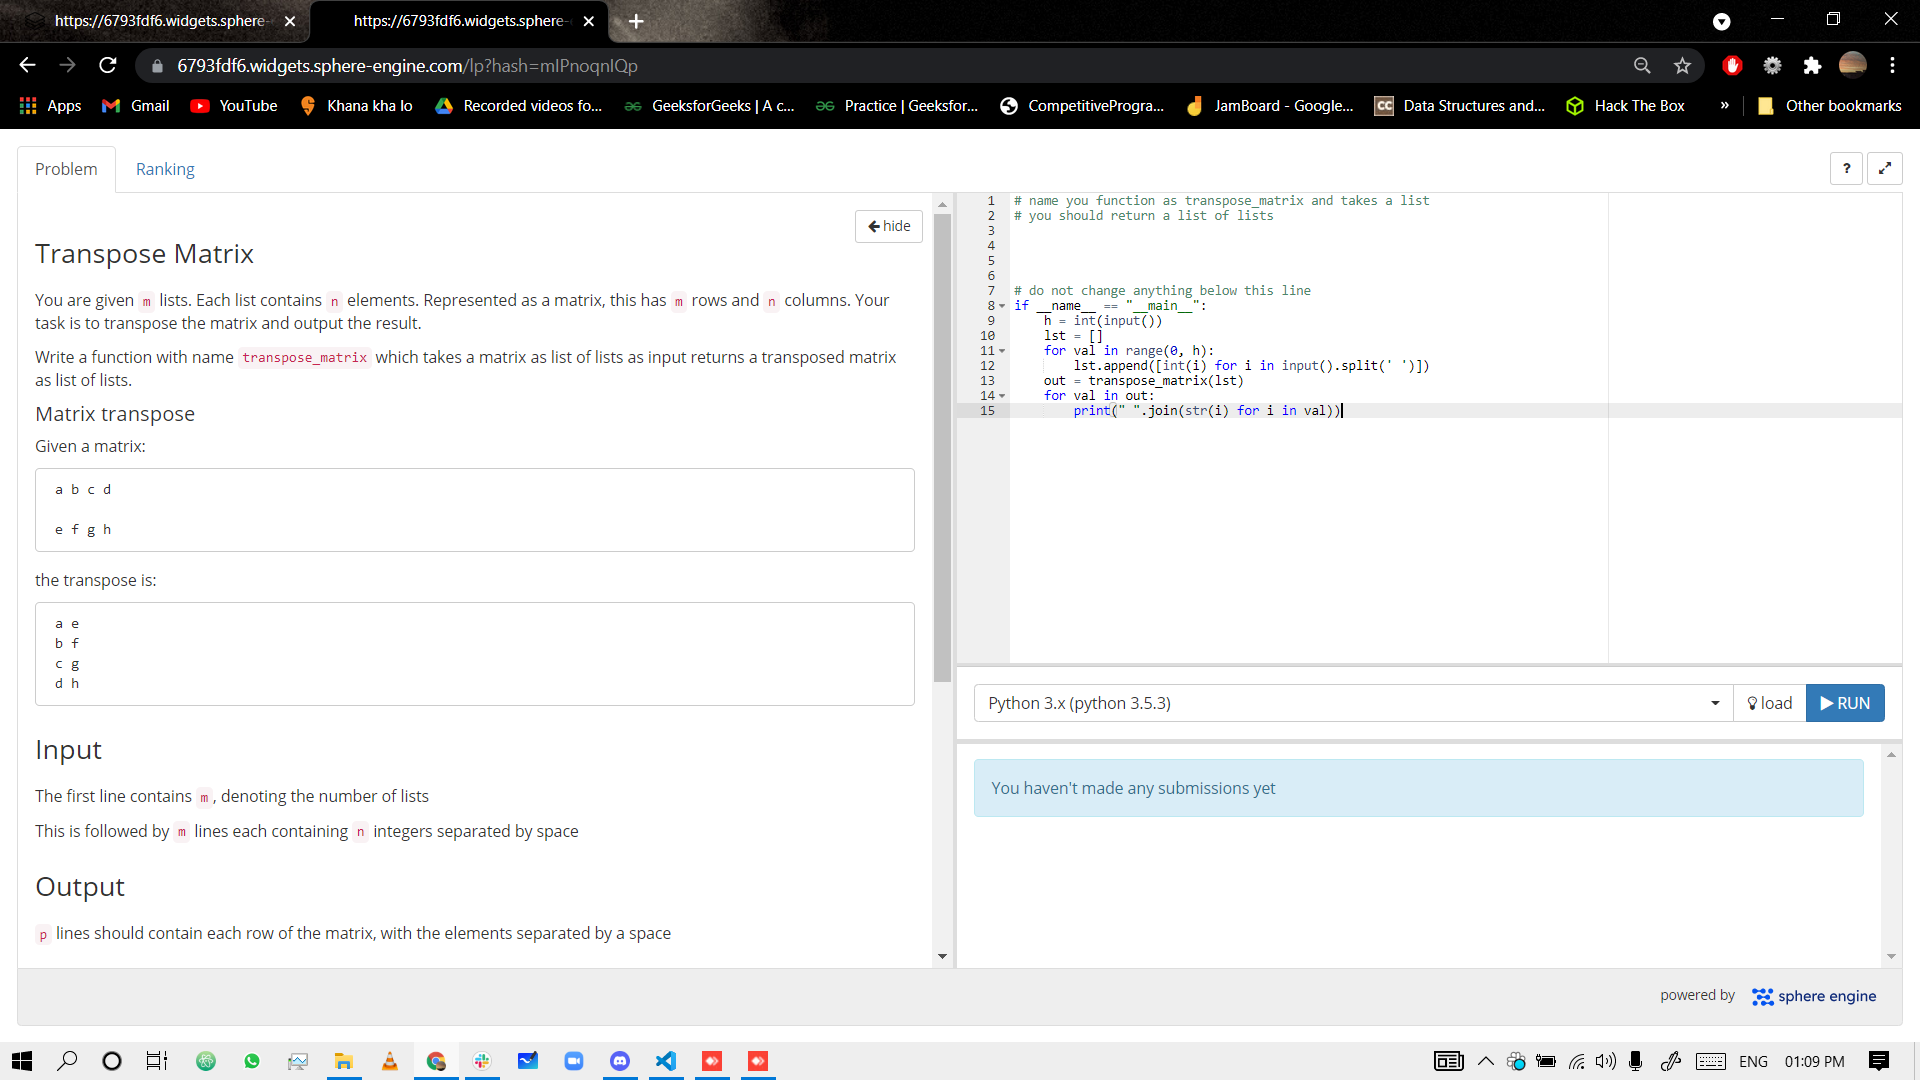 https://6793fdf6.widgets.sphere-
https://6793fdf6.widgets.sphere-
6793fdf6.widgets.sphere-engine.com/lp?hash=mIPnoqnIQp
Apps
Gmail
YouTube
Khana kha lo
Recorded videos fo...
GeeksforGeeks | A c...
Practice | Geeksfor...
CompetitiveProgra...
JamBoard - Google...
CC Data Structures and...
Hack The Box
»
Other bookmarks
Problem
Ranking
?
hide
Transpose Matrix
You are given m lists. Each list contains n elements. Represented as a matrix, this has m rows and n columns. Your
task is to transpose the matrix and output the result.
Write a function with name transpose_matrix which takes a matrix as list of lists as input returns a transposed matrix
as list of lists.
Matrix transpose
Given a matrix:
a b c d
e f g h
the transpose is:
a e
b f
c g
d h
Input
The first line contains m, denoting the number of lists
This is followed by m lines each containing n integers separated by space
Output
p lines should contain each row of the matrix, with the elements separated by a space
1 # name you function as transpose_matrix and takes a list
2 # you should return a list of lists
3
4
5
6
7 # do not change anything below this line
8 if __name__ == "__main__":
9 h = int(input())
10 lst = []
11 for val in range(0, h):
12 lst.append([int(i) for i in input().split(' ')])
13 out = transpose_matrix(lst)
14 for val in out:
15 print(" ".join(str(i) for i in val))
Python 3.x (python 3.5.3)
load
RUN
You haven't made any submissions yet
powered by sphere engine
ENG
01:09 PM